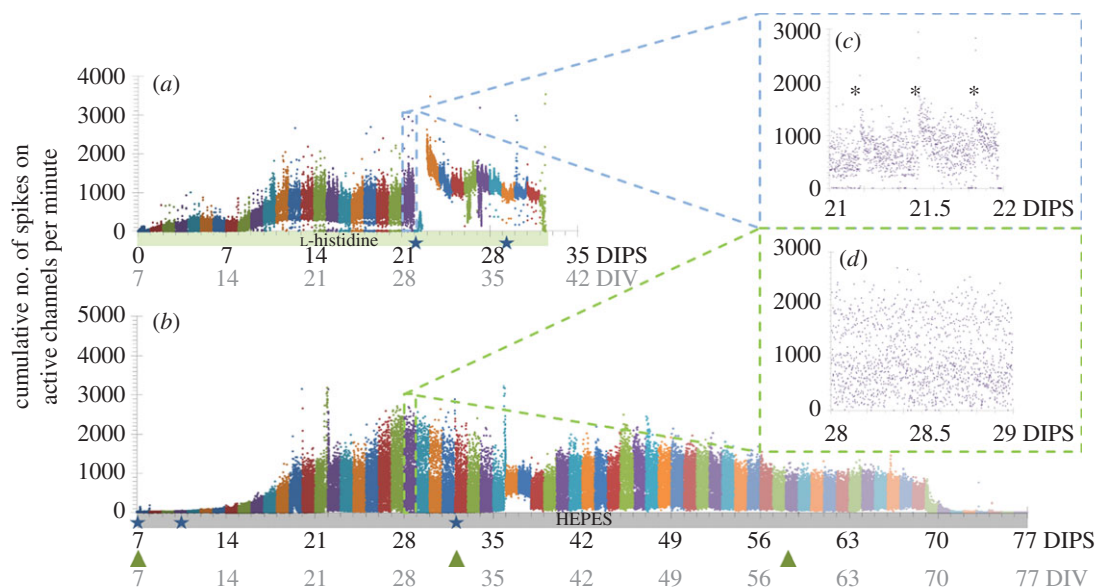 cumulative no. of spikes on
active channels per minute
(a)
4000
3000
2000
1000
0
L-histidine
0 7 14 21 28 35 DIPS
7 14 21 28 35 42 DIV
(b)
5000
4000
3000
2000
1000
0
HEPES
7 14 21 28 35 42 49 56 63 70 77 DIPS
7 14 21 28 35 42 49 56 63 70 77 DIV
(c)
3000
2000
1000
0
* * *
21 21.5 22 DIPS
(d)
3000
2000
1000
0
28 28.5 29 DIPS